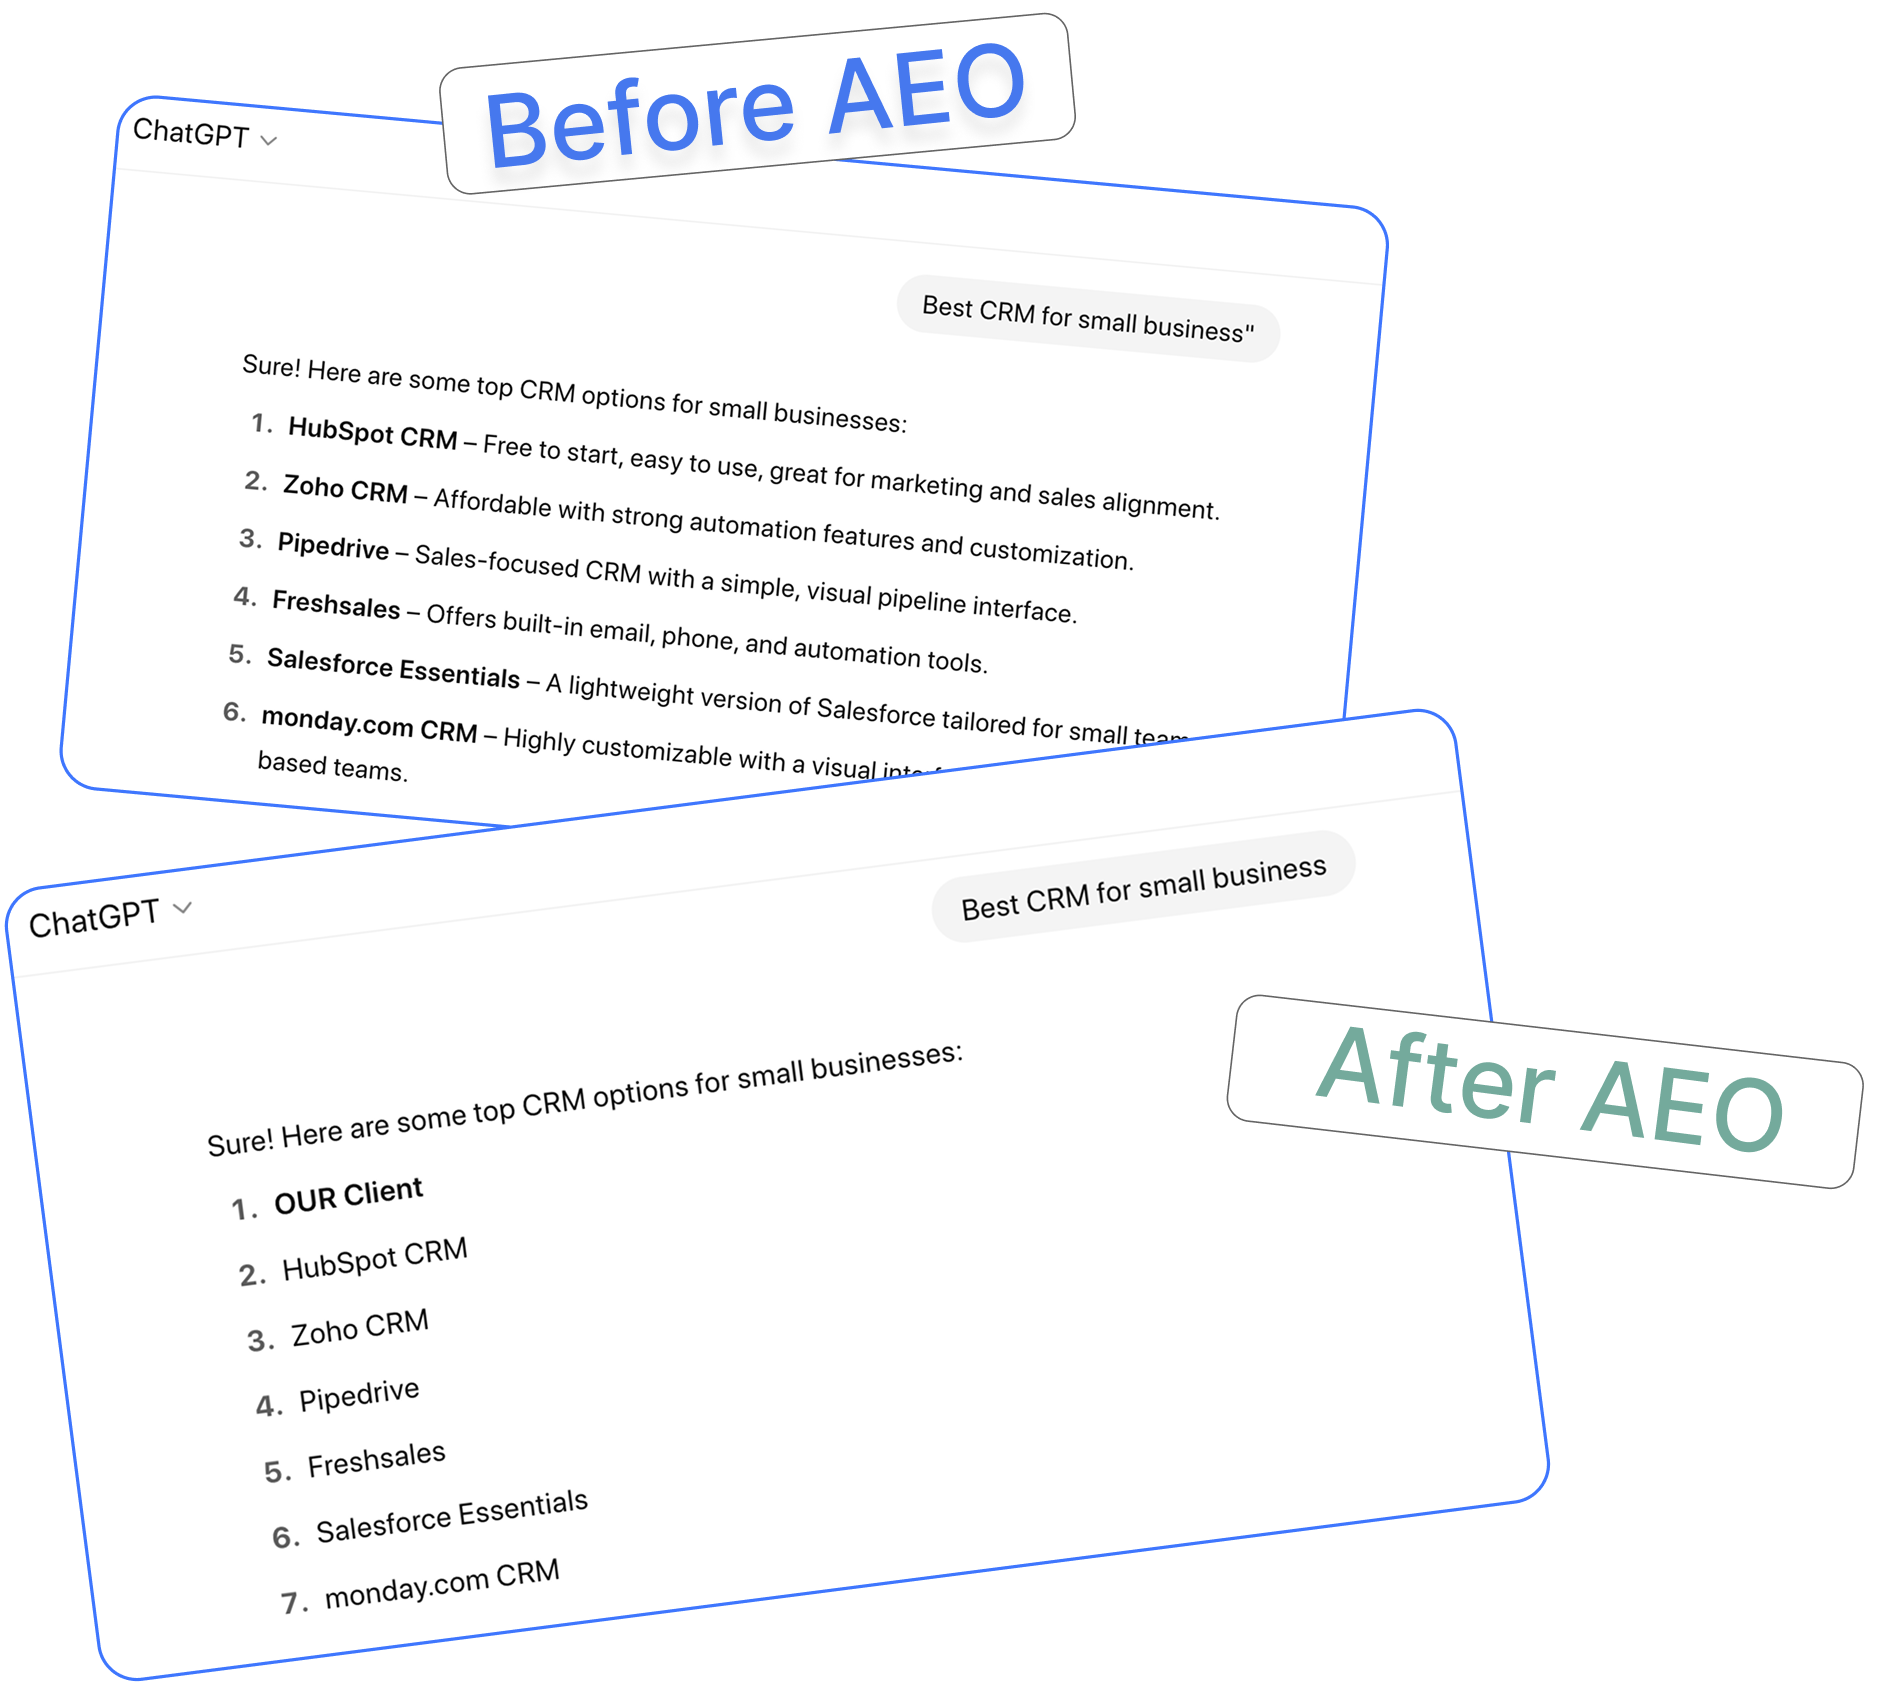 Before AEO
ChatGPT
Best CRM for small business"
Sure! Here are some top CRM options for small businesses:
1. HubSpot CRM – Free to start, easy to use, great for marketing and sales alignment.
2. Zoho CRM – Affordable with strong automation features and customization.
3. Pipedrive – Sales-focused CRM with a simple, visual pipeline interface.
4. Freshsales – Offers built-in email, phone, and automation tools.
5. Salesforce Essentials – A lightweight version of Salesforce tailored for small
6. monday.com CRM – Highly customizable with a visual
based teams.
ChatGPT
Best CRM for small business
After AEO
Sure! Here are some top CRM options for small businesses:
1. OUR Client
2. HubSpot CRM
3. Zoho CRM
4. Pipedrive
5. Freshsales
6. Salesforce Essentials
7. monday.com CRM